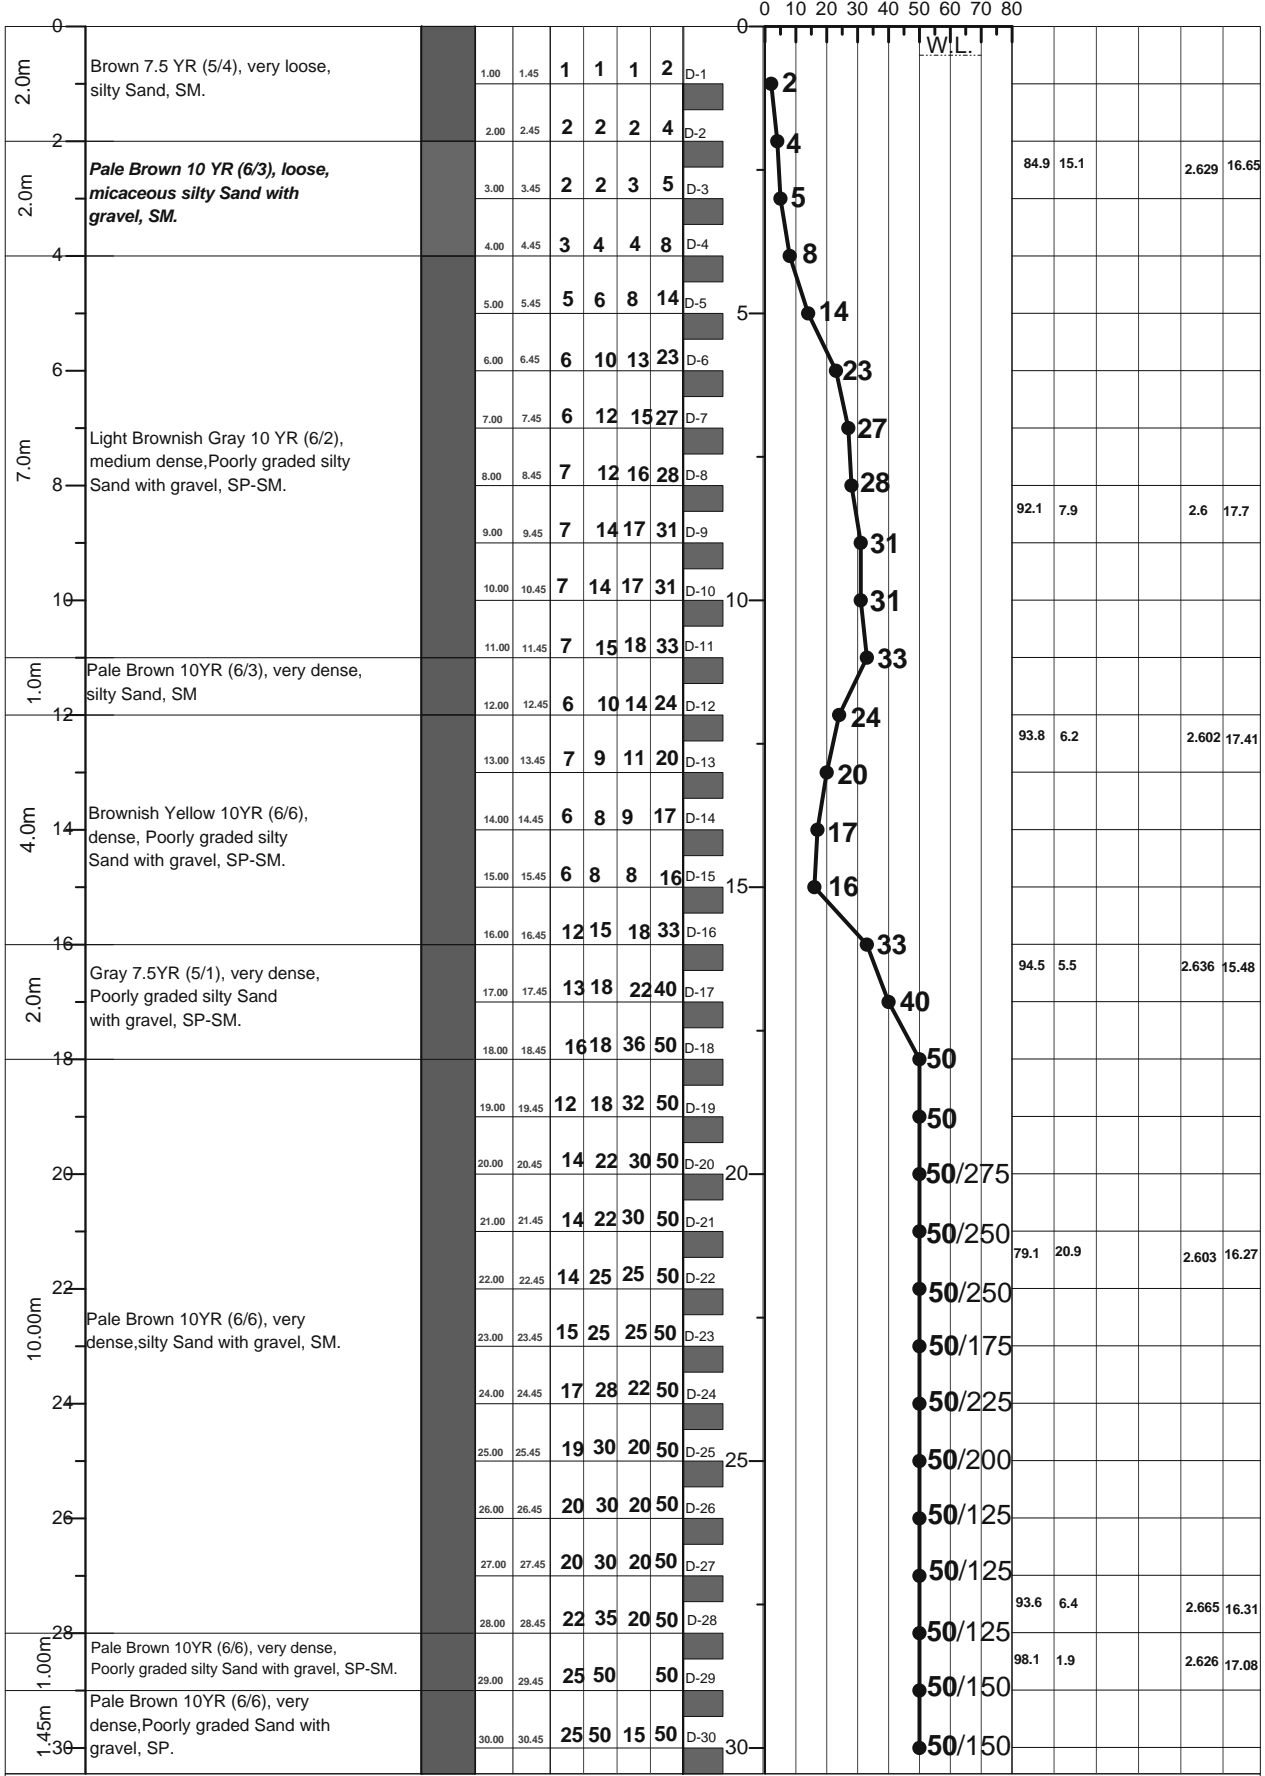 0 10 20 30 40 50 60 70 80
0 0
W.L.
2.0m
Brown 7.5 YR (5/4), very loose,
silty Sand, SM.
1.00 1.45 1 1 1 2 D-1
2
2.00 2.45 2 2 2 4 D-2
2
4
2.0m
Pale Brown 10 YR (6/3), loose,
micaceous silty Sand with
gravel, SM.
84.9 15.1 2.629 16.65
3.00 3.45 2 2 3 5 D-3
5
4.00 4.45 3 4 4 8 D-4
4
8
5.00 5.45 5 6 8 14 D-5
5
14
6.00 6.45 6 10 13 23 D-6
6
23
7.00 7.45 6 12 15 27 D-7
27
7.0m
Light Brownish Gray 10 YR (6/2),
medium dense,Poorly graded silty
Sand with gravel, SP-SM.
8.00 8.45 7 12 16 28 D-8
8
28
92.1 7.9 2.6 17.7
9.00 9.45 7 14 17 31 D-9
31
10.00 10.45 7 14 17 31 D-10
10 10
31
11.00 11.45 7 15 18 33 D-11
33
1.0m
Pale Brown 10YR (6/3), very dense,
silty Sand, SM
12.00 12.45 6 10 14 24 D-12
12
24
93.8 6.2 2.602 17.41
13.00 13.45 7 9 11 20 D-13
20
4.0m
Brownish Yellow 10YR (6/6),
dense, Poorly graded silty
Sand with gravel, SP-SM.
14.00 14.45 6 8 9 17 D-14
14
17
15.00 15.45 6 8 8 16 D-15
15
16
16.00 16.45 12 15 18 33 D-16
16
33
2.0m
Gray 7.5YR (5/1), very dense,
Poorly graded silty Sand
with gravel, SP-SM.
94.5 5.5 2.636 15.48
17.00 17.45 13 18 22 40 D-17
40
18.00 18.45 16 18 36 50 D-18
18
50
19.00 19.45 12 18 32 50 D-19
50
20.00 20.45 14 22 30 50 D-20
20 20
50/275
21.00 21.45 14 22 30 50 D-21
50/250
79.1 20.9 2.603 16.27
22.00 22.45 14 25 25 50 D-22
22
50/250
10.00m
Pale Brown 10YR (6/6), very
dense,silty Sand with gravel, SM.
23.00 23.45 15 25 25 50 D-23
50/175
24.00 24.45 17 28 22 50 D-24
24
50/225
25.00 25.45 19 30 20 50 D-25
25
50/200
26.00 26.45 20 30 20 50 D-26
26
50/125
27.00 27.45 20 30 20 50 D-27
50/125
93.6 6.4 2.665 16.31
28.00 28.45 22 35 20 50 D-28
28
50/125
1.00m
Pale Brown 10YR (6/6), very dense,
Poorly graded silty Sand with gravel, SP-SM.
98.1 1.9 2.626 17.08
29.00 29.45 25 50 50 D-29
50/150
1.45m
Pale Brown 10YR (6/6), very
dense,Poorly graded Sand with
gravel, SP.
30.00 30.45 25 50 15 50 D-30
30 30
50/150